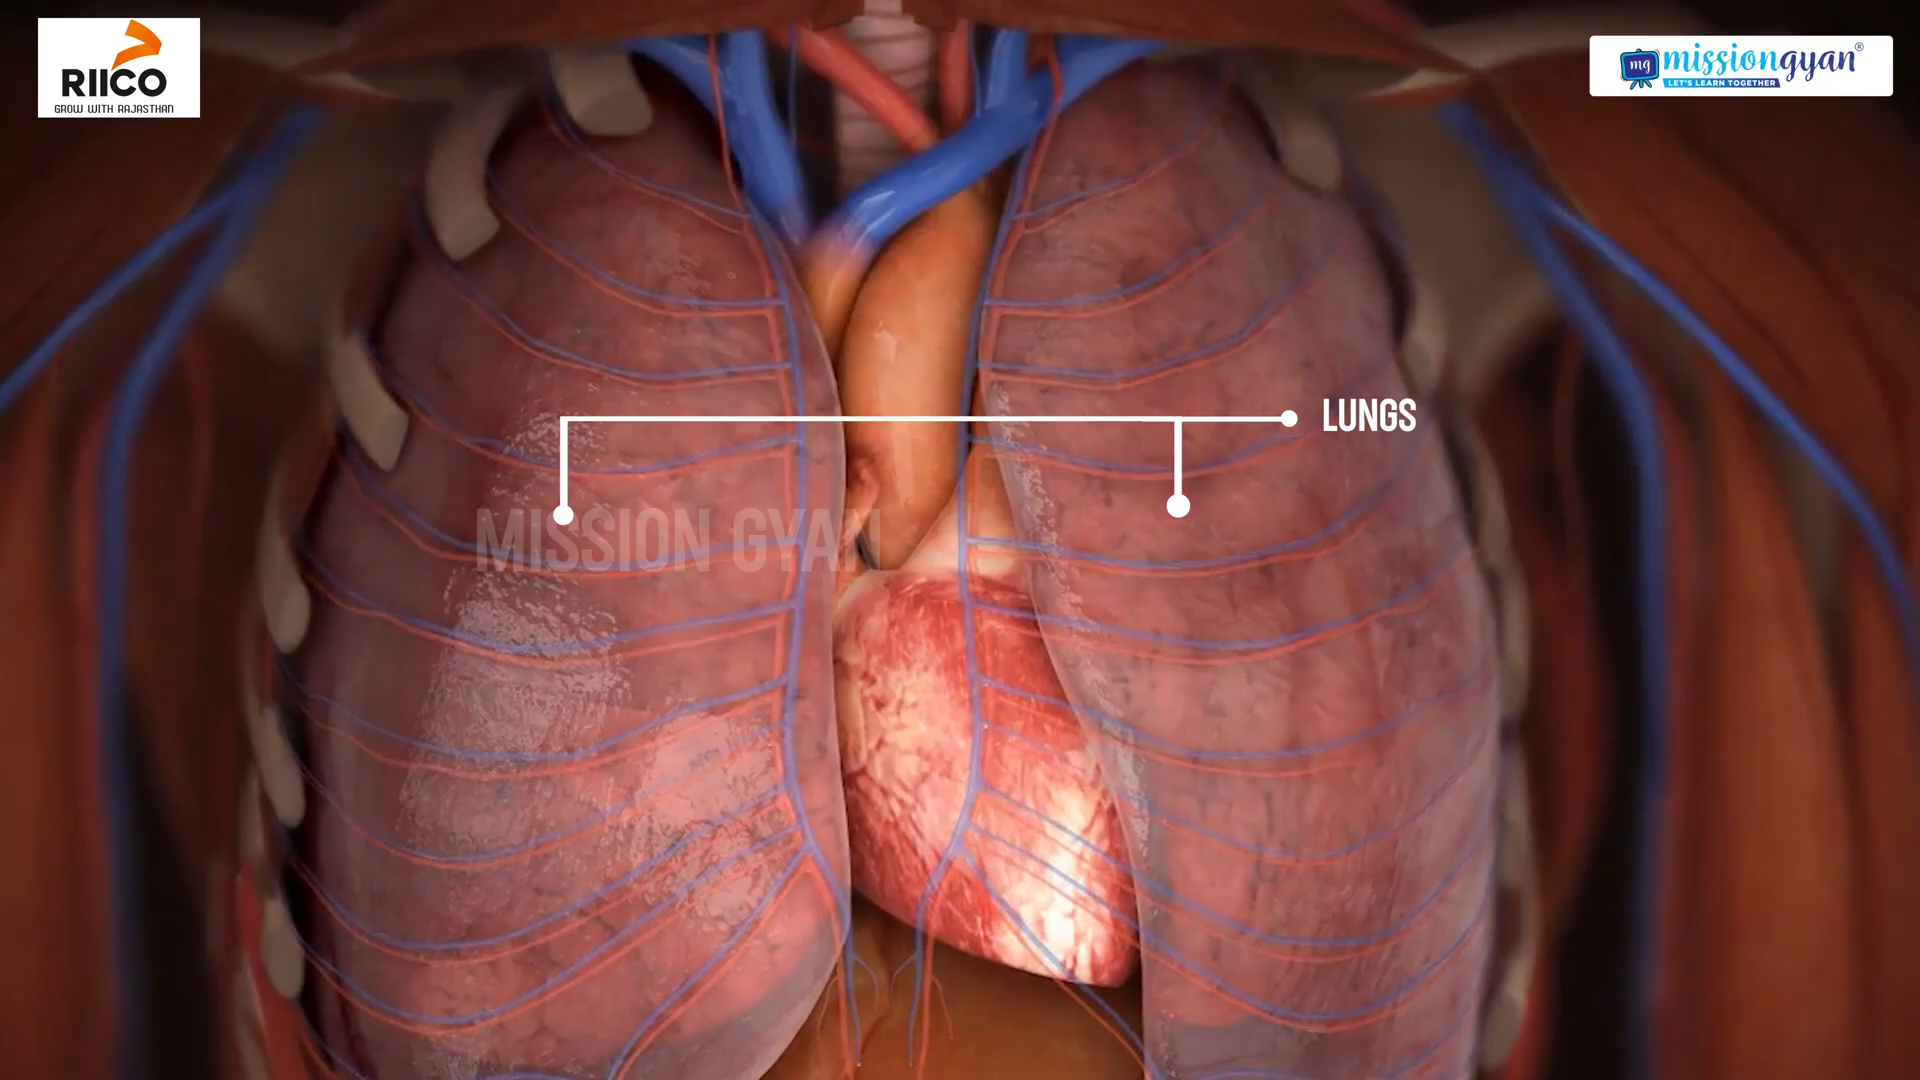 RIICO
GROW WITH RAJASTHAN
mg missiongyan®
LET'S LEARN TOGETHER
LUNGS
MISSION GYAN